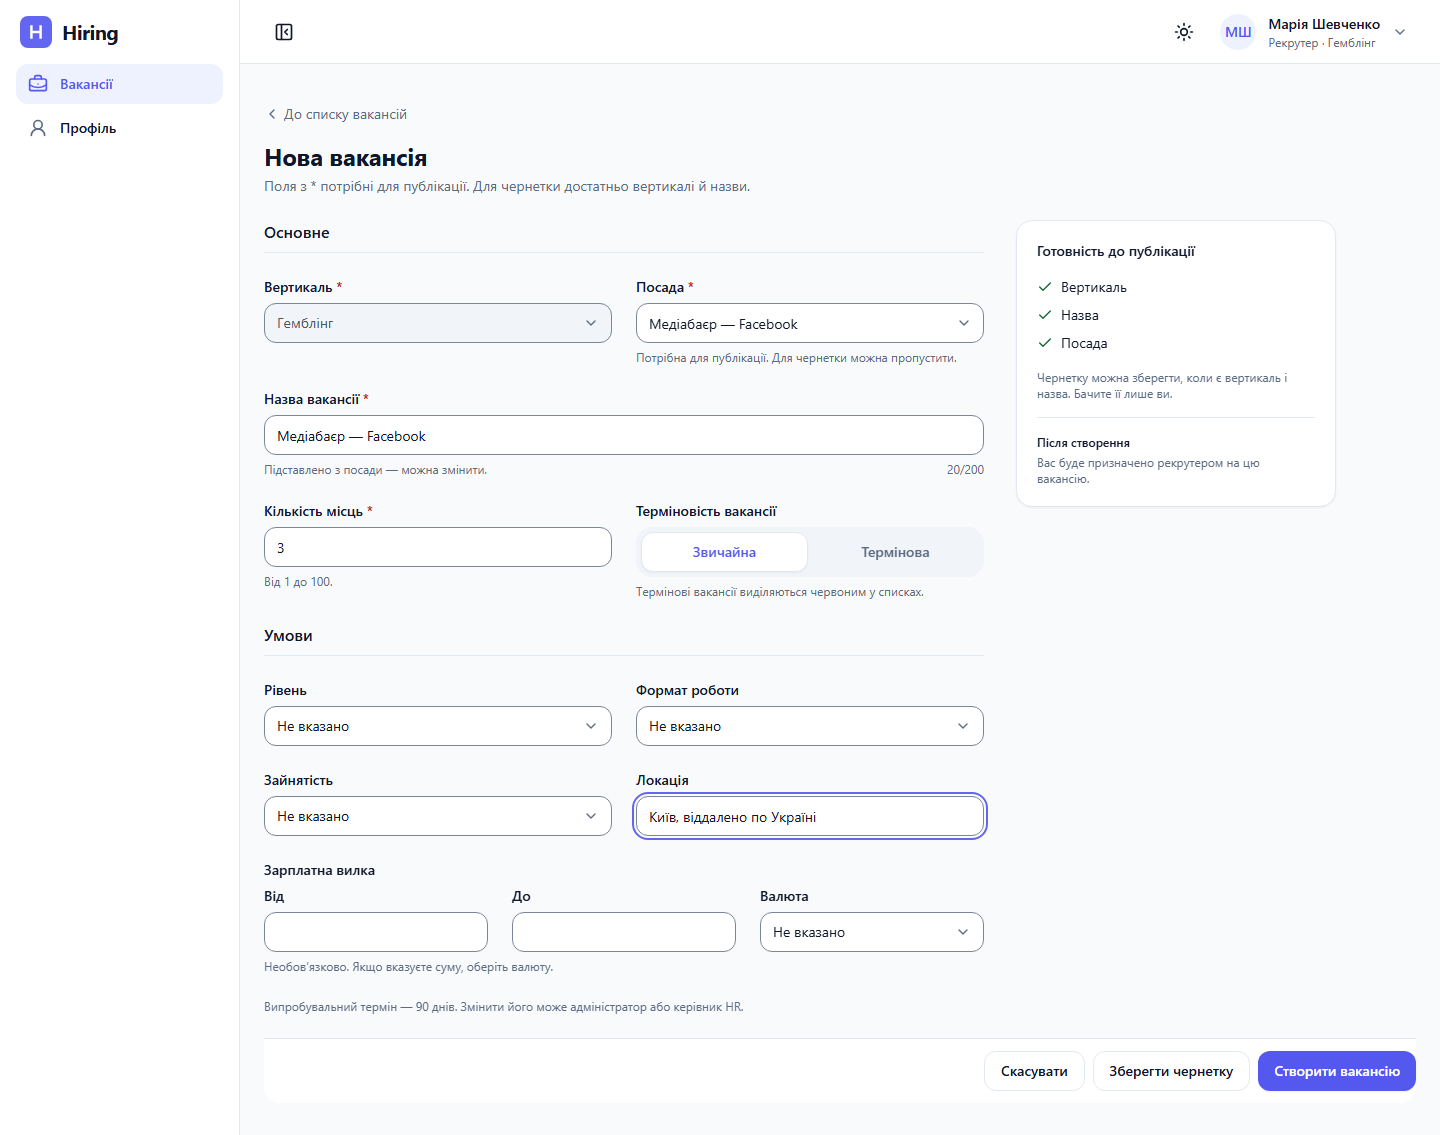 H Hiring
Вакансії
Профіль
МШ
Марія Шевченко
Рекрутер · Гемблінг
До списку вакансій
Нова вакансія
Поля з * потрібні для публікації. Для чернетки достатньо вертикалі й назви.
Основне
Вертикаль *
Гемблінг
Посада *
Медіабаєр — Facebook
Потрібна для публікації. Для чернетки можна пропустити.
Назва вакансії *
Медіабаєр — Facebook
Підставлено з посади — можна змінити.
20/200
Кількість місць *
3
Від 1 до 100.
Терміновість вакансії
Звичайна
Термінова
Термінові вакансії виділяються червоним у списках.
Умови
Рівень
Не вказано
Формат роботи
Не вказано
Зайнятість
Не вказано
Локація
Київ, віддалено по Україні
Зарплатна вилка
Від
До
Валюта
Не вказано
Необов'язково. Якщо вказуєте суму, оберіть валюту.
Випробувальний термін — 90 днів. Змінити його може адміністратор або керівник HR.
Готовність до публікації
Вертикаль
Назва
Посада
Чернетку можна зберегти, коли є вертикаль і
назва. Бачите її лише ви.
Після створення
Вас буде призначено рекрутером на цю
вакансію.
Скасувати
Зберегти чернетку
Створити вакансію